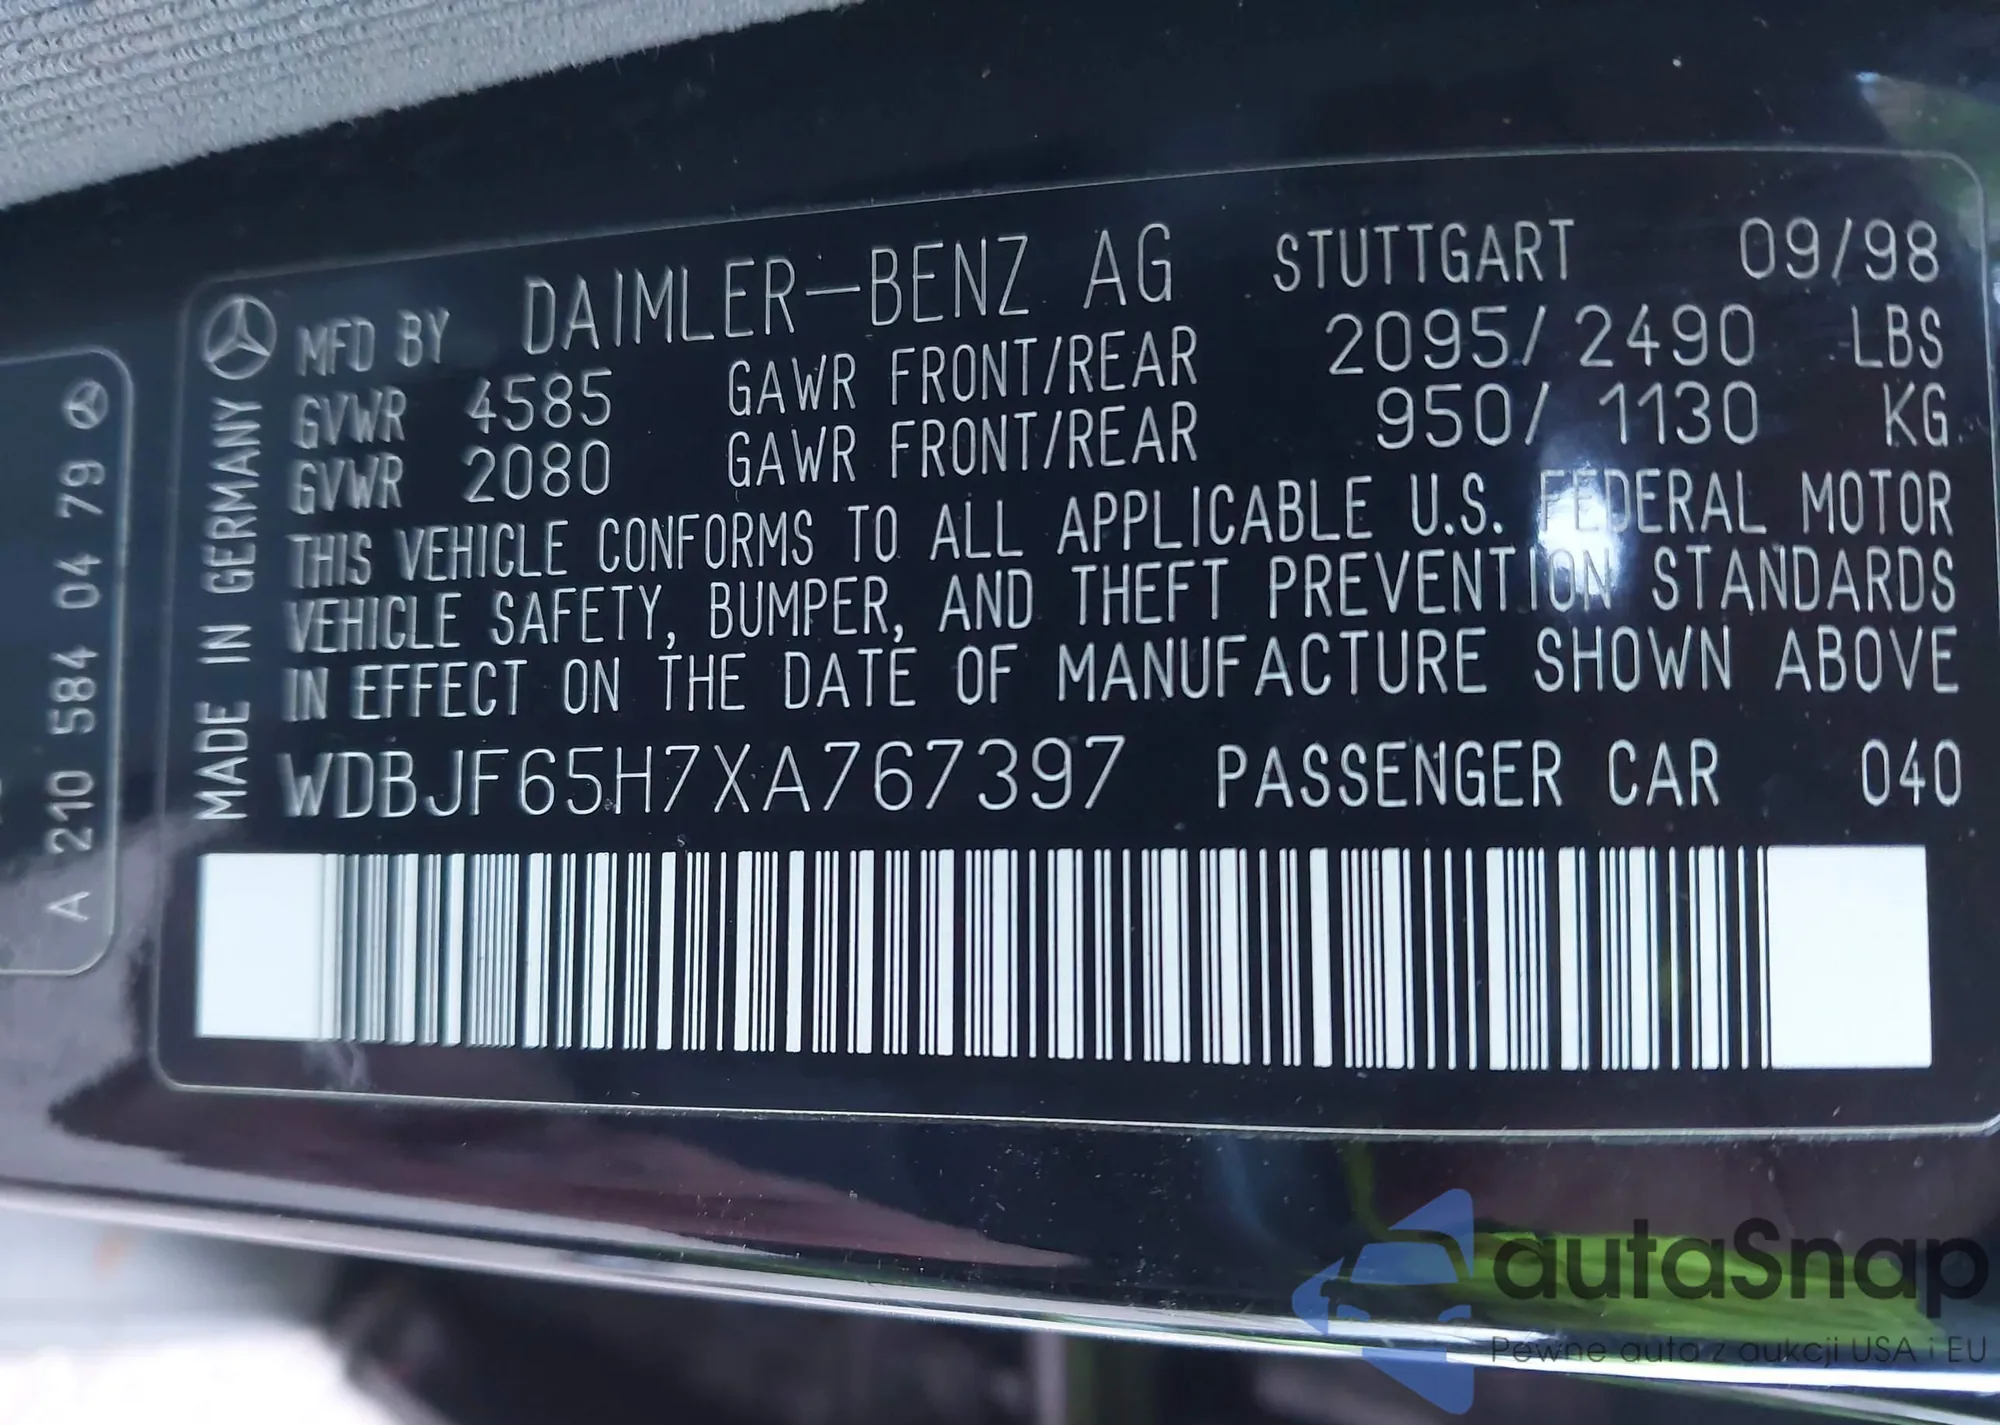 MFD BY DAIMLER-BENZ AG STUTTGART 09/98
GVWR 4585 GAWR FRONT/REAR 2095/2490 LBS
GVWR 2080 GAWR FRONT/REAR 950/1130 KG
THIS VEHICLE CONFORMS TO ALL APPLICABLE U.S. FEDERAL MOTOR
VEHICLE SAFETY, BUMPER, AND THEFT PREVENTION STANDARDS
IN EFFECT ON THE DATE OF MANUFACTURE SHOWN ABOVE
WDBJF65H7XA767397 PASSENGER CAR 040
MADE IN GERMANY
A 210 584 04 79
autaSnap
Pewne auta z aukcji USA i EU